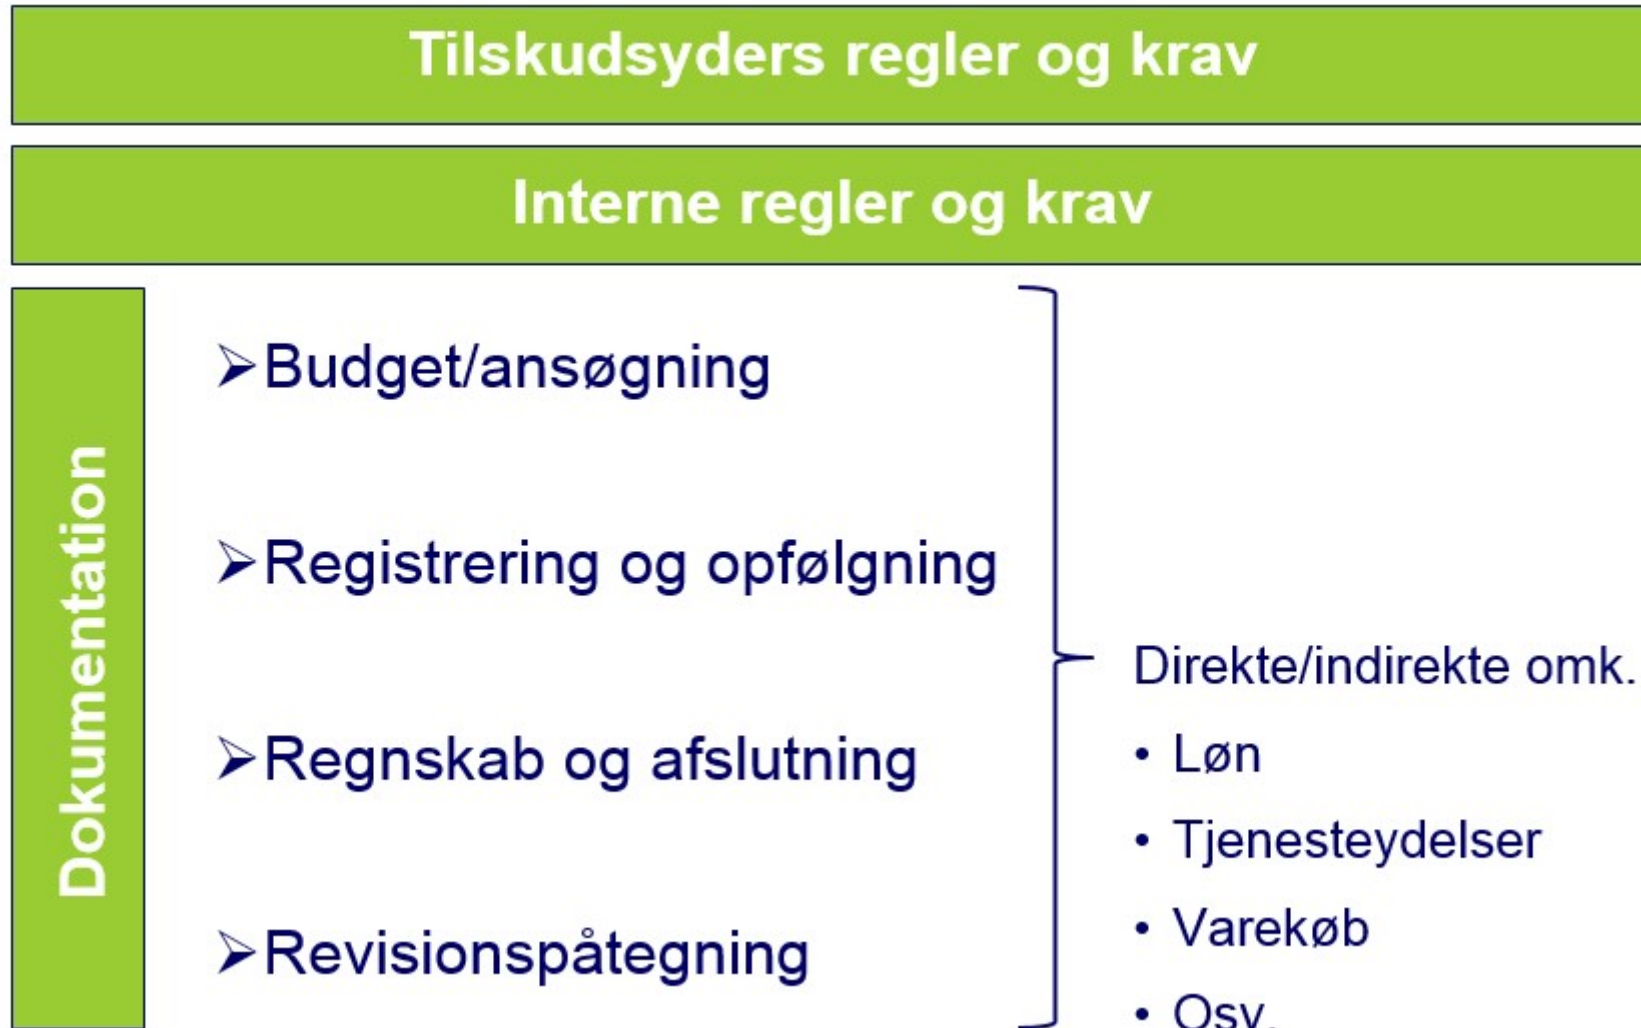 Tilskudsyders regler og krav
Interne regler og krav
Dokumentation
➢Budget/ansøgning
➢Registrering og opfølgning
➢Regnskab og afslutning
➢Revisionspåtegning
Direkte/indirekte omk.
• Løn
• Tjenesteydelser
• Varekøb
• Osv.